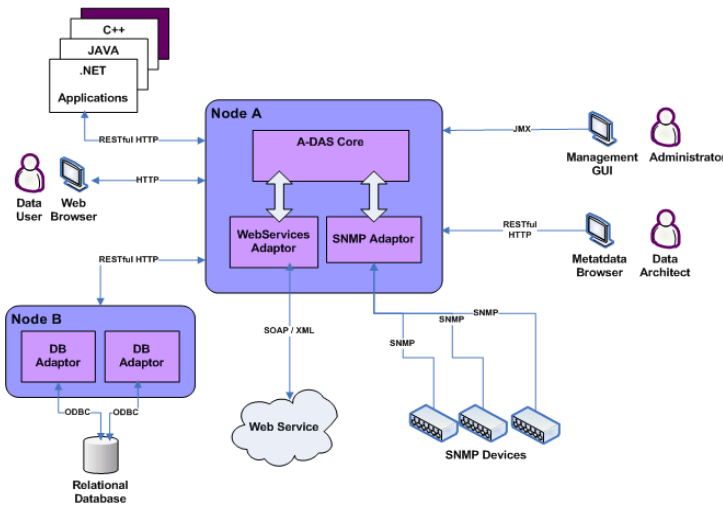 C++
JAVA
.NET
Applications
RESTful HTTP
Data
User
Web
Browser
HTTP
RESTful HTTP
Node A
A-DAS Core
WebServices
Adaptor
SNMP Adaptor
JMX
Management
GUI
Administrator
RESTful
HTTP
Metatdata
Browser
Data
Architect
Node B
DB
Adaptor
DB
Adaptor
ODBC
ODBC
Relational
Database
SOAP / XML
Web Service
SNMP
SNMP
SNMP
SNMP Devices